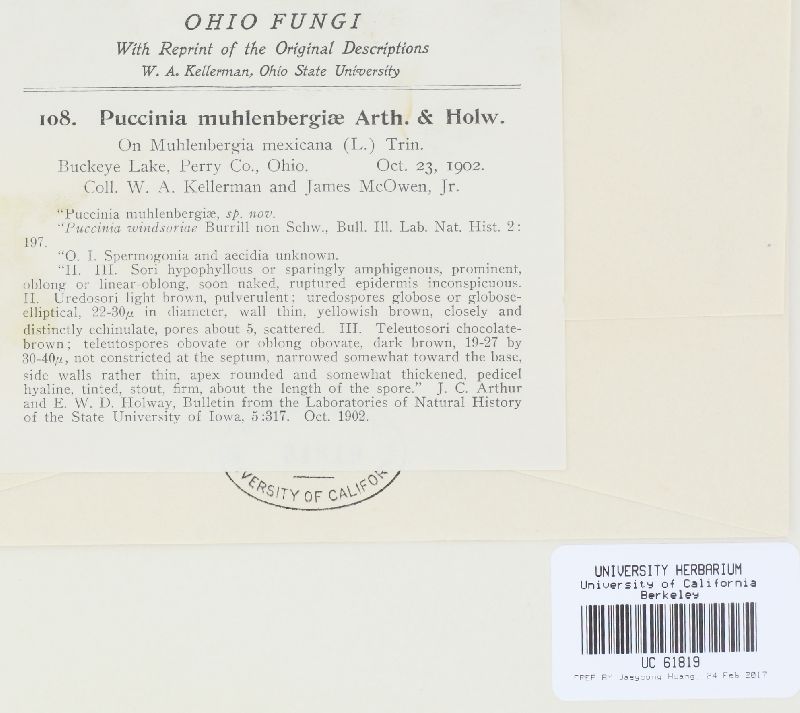 OHIO FUNGI
With Reprint of the Original Descriptions
W. A. Kellerman, Ohio State University
108. Puccinia muhlenbergiæ Arth. & Holw.
On Muhlenbergia mexicana (L.) Trin.
Buckeye Lake, Perry Co., Ohio. Oct. 23, 1902.
Coll. W. A. Kellerman and James McOwen, Jr.
"Puccinia muhlenbergiæ, sp. nov.
"Puccinia windsoriae Burrill non Schw., Bull. Ill. Lab. Nat. Hist. 2:
197.
"O. I. Spermogonia and aecidia unknown.
"II. III. Sori hypophyllous or sparingly amphigenous, prominent,
oblong or linear-oblong, soon naked, ruptured epidermis inconspicuous.
II. Uredosori light brown, pulverulent; uredospores globose or globose-
elliptical, 22-30µ in diameter, wall thin, yellowish brown, closely and
distinctly echinulate, pores about 5, scattered. III. Teleutosori chocolate-
brown; teleutospores obovate or oblong obovate, dark brown, 19-27 by
30-40µ, not constricted at the septum, narrowed somewhat toward the base,
side walls rather thin, apex rounded and somewhat thickened, pedicel
hyaline, tinted, stout, firm, about the length of the spore." J. C. Arthur
and E. W. D. Holway, Bulletin from the Laboratories of Natural History
of the State University of Iowa, 5:317. Oct. 1902.
VERSITY OF CALIFOR
UNIVERSITY HERBARIUM
University of California
Berkeley
UC 61819
PREP BY Jaeyoung Huang, 24 Feb 2017